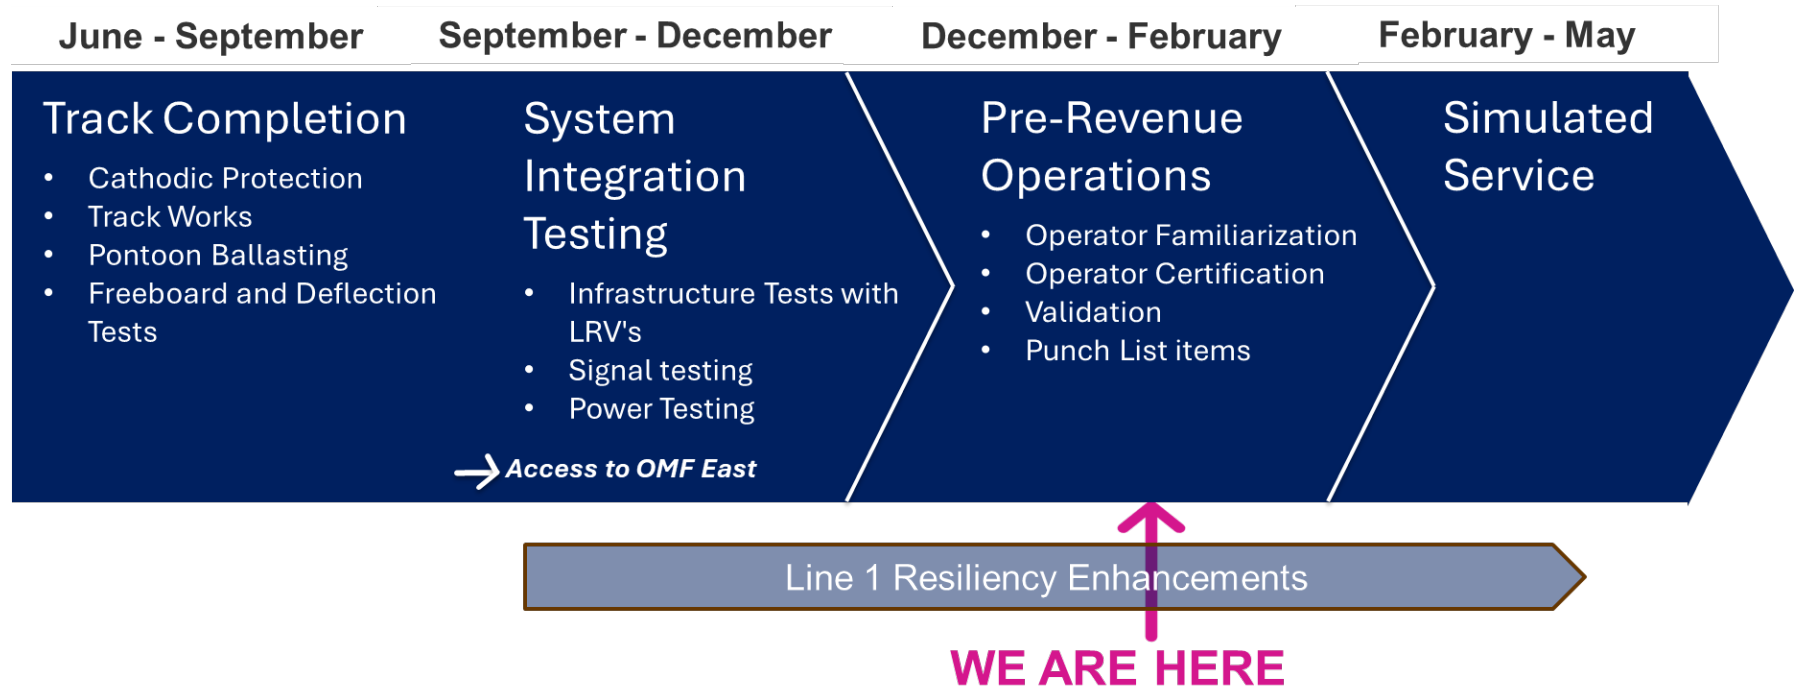 June - September
September - December
December - February
February - May
Track Completion
• Cathodic Protection
• Track Works
• Pontoon Ballasting
• Freeboard and Deflection
Tests
System
Integration
Testing
• Infrastructure Tests with
LRV's
• Signal testing
• Power Testing
Access to OMF East
Pre-Revenue
Operations
• Operator Familiarization
• Operator Certification
• Validation
• Punch List items
Simulated
Service
Line 1 Resiliency Enhancements
WE ARE HERE